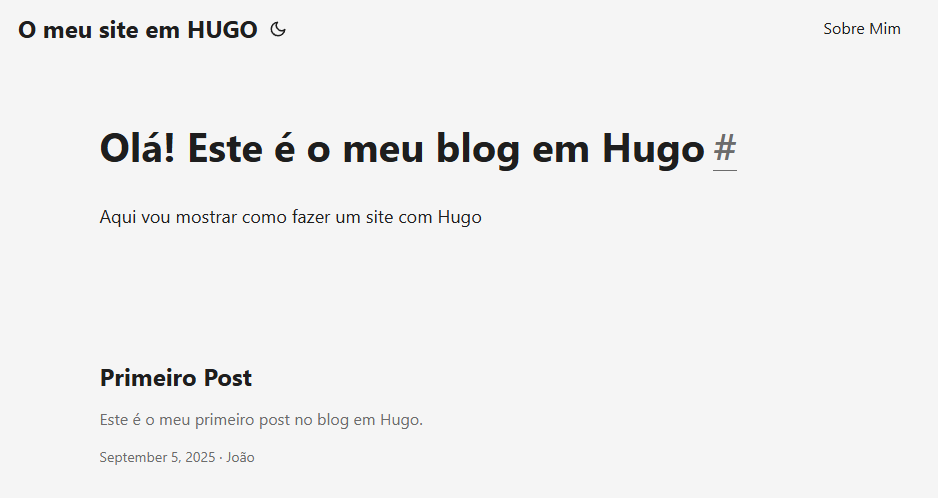 O meu site em HUGO
Sobre Mim
Olá! Este é o meu blog em Hugo #
Aqui vou mostrar como fazer um site com Hugo
Primeiro Post
Este é o meu primeiro post no blog em Hugo.
September 5, 2025 · João